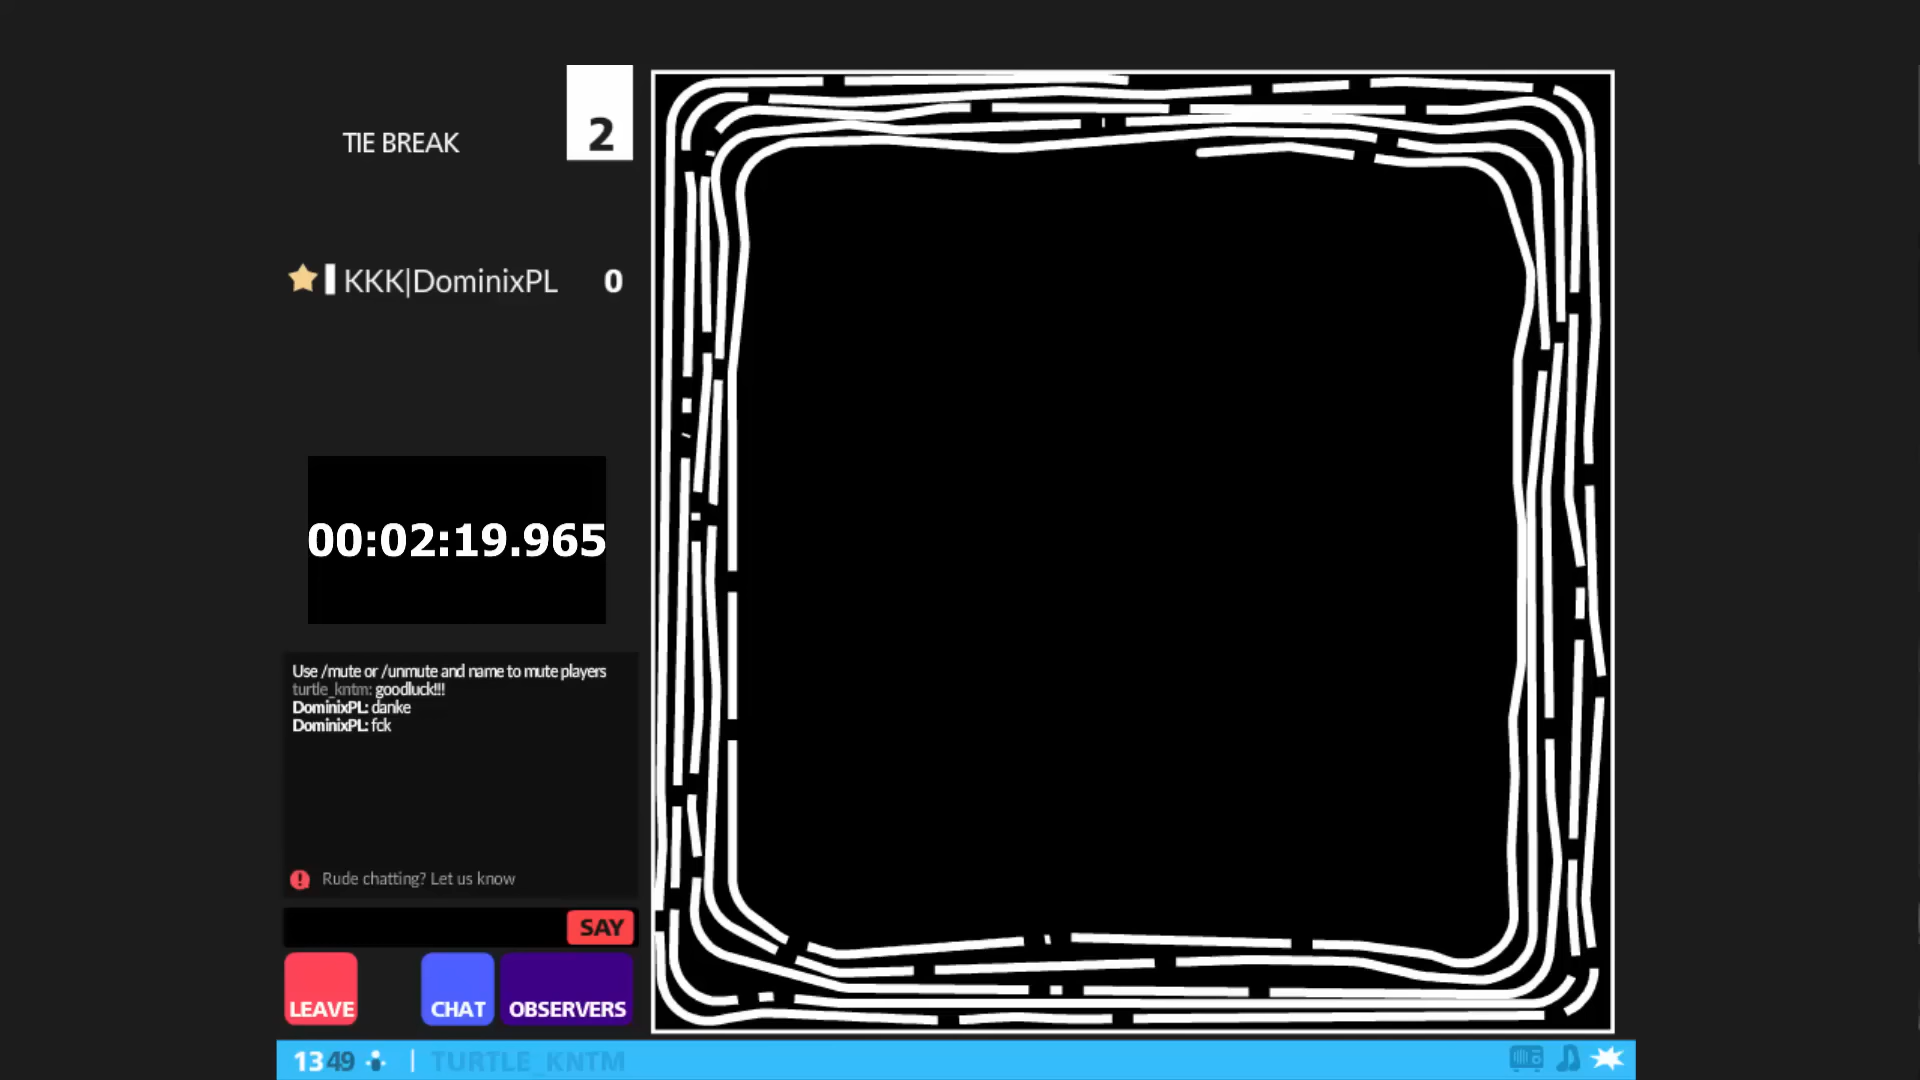 TIE BREAK
2
KKK|DominixPL 0
00:02:19.965
Use /mute or /unmute and name to mute players
turtle_kntm: goodluck!!!
DominixPL: danke
DominixPL: fck
Rude chatting? Let us know
SAY
LEAVE
CHAT
OBSERVERS
1349 | TURTLE_KNTM